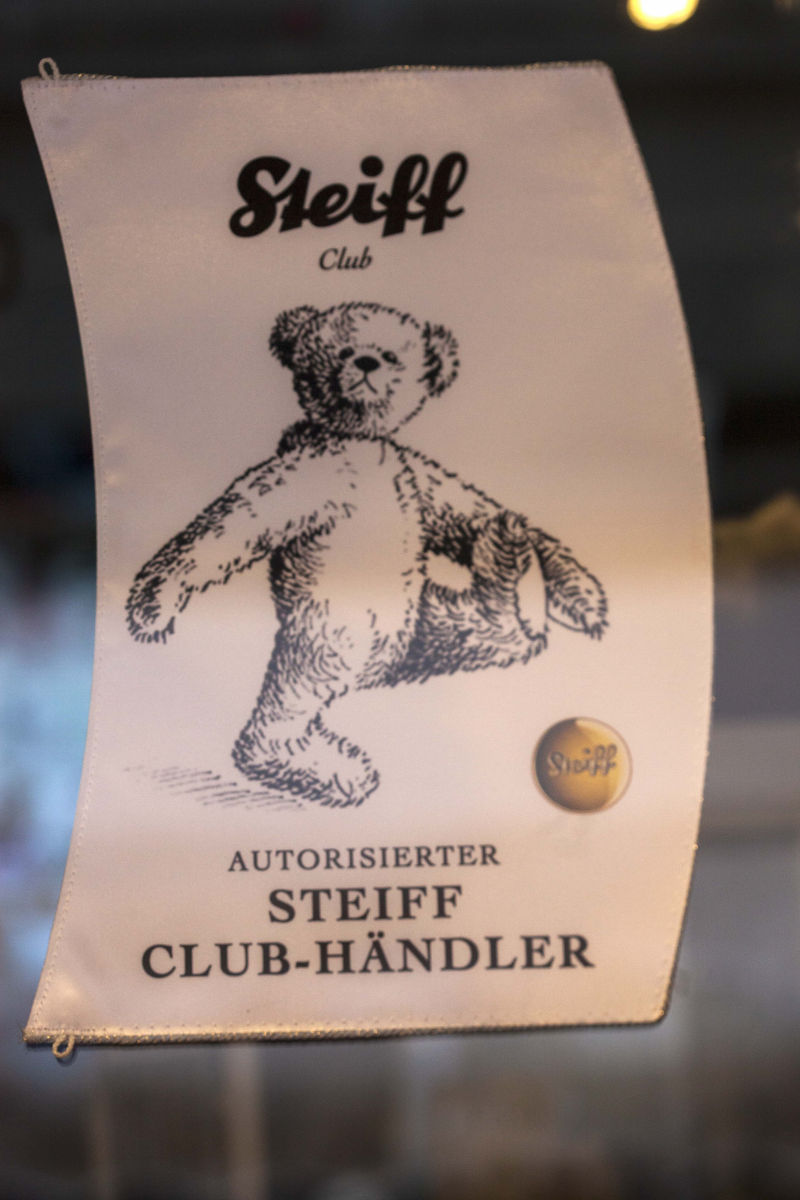 Steiff
Club
Steiff
AUTORISIERTER
STEIFF
CLUB-HÄNDLER